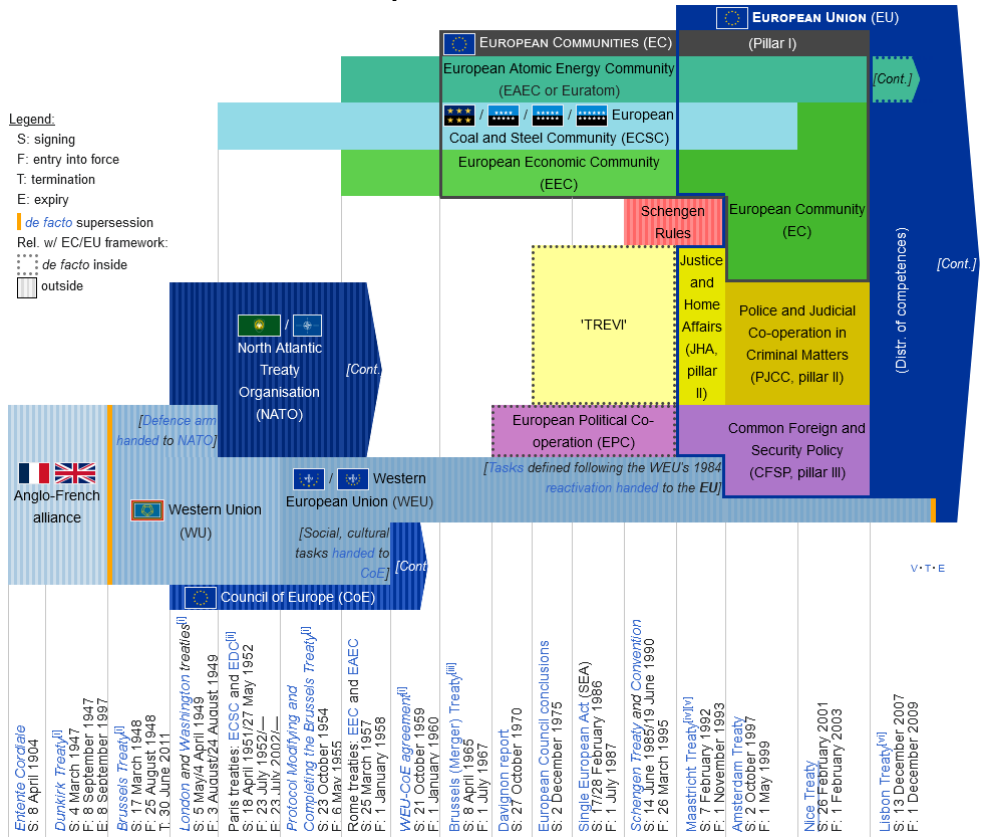 EUROPEAN UNION (EU)
EUROPEAN COMMUNITIES (EC)
(Pillar I)
European Atomic Energy Community
(EAEC or Euratom)
[Cont.]
/ / / European
Coal and Steel Community (ECSC)
European Economic Community
(EEC)
Legend:
S: signing
F: entry into force
T: termination
E: expiry
de facto supersession
Rel. w/ EC/EU framework:
de facto inside
outside
Schengen
Rules
European Community
(EC)
[Cont.]
(Distr. of competences)
'TREVI'
Justice
and
Home
Affairs
(JHA,
pillar
II)
Police and Judicial
Co-operation in
Criminal Matters
(PJCC, pillar II)
/
North Atlantic
Treaty
Organisation
(NATO)
[Cont.
European Political Co-
operation (EPC)
Common Foreign and
Security Policy
(CFSP, pillar III)
[Defence arm
handed to NATO]
Anglo-French
alliance
Western Union
(WU)
/ Western
European Union (WEU)
[Tasks defined following the WEU's 1984
reactivation handed to the EU]
[Social, cultural
tasks handed to
CoE]
[Cont
Council of Europe (CoE)
V·T·E
Entente Cordiale
S: 8 April 1904
Dunkirk Treaty[i]
S: 4 March 1947
F: 8 September 1947
E: 8 September 1997
Brussels Treaty[i]
S: 17 March 1948
F: 25 August 1948
T: 30 June 2011
London and Washington treaties[i]
S: 5 May/4 April 1949
F: 3 August/24 August 1949
Paris treaties: ECSC and EDC[ii]
S: 18 April 1951/27 May 1952
F: 23 July 1952/—
E: 23 July 2002/—
Protocol Modifying and
Completing the Brussels Treaty[i]
S: 23 October 1954
F: 6 May 1955
Rome treaties: EEC and EAEC
S: 25 March 1957
F: 1 January 1958
WEU-CoE agreement[i]
S: 21 October 1959
F: 1 January 1960
Brussels (Merger) Treaty[iii]
S: 8 April 1965
F: 1 July 1967
Davignon report
S: 27 October 1970
European Council conclusions
S: 2 December 1975
Single European Act (SEA)
S: 17/28 February 1986
F: 1 July 1987
Schengen Treaty and Convention
S: 14 June 1985/19 June 1990
F: 26 March 1995
Maastricht Treaty[iv][v]
S: 7 February 1992
F: 1 November 1993
Amsterdam Treaty
S: 2 October 1997
F: 1 May 1999
Nice Treaty
S: 26 February 2001
F: 1 February 2003
Lisbon Treaty[vi]
S: 13 December 2007
F: 1 December 2009